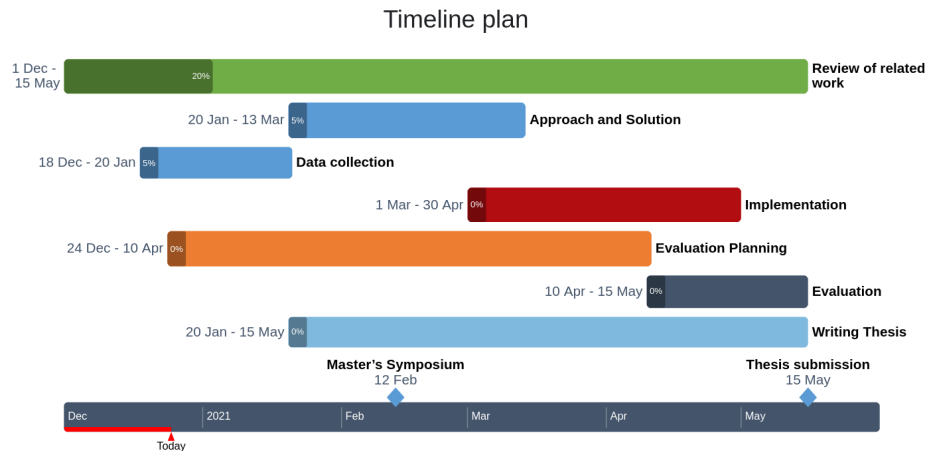 Timeline plan
1 Dec -
15 May
20%
Review of related
work
20 Jan - 13 Mar
5%
Approach and Solution
18 Dec - 20 Jan
5%
Data collection
1 Mar - 30 Apr
0%
Implementation
24 Dec - 10 Apr
0%
Evaluation Planning
10 Apr - 15 May
0%
Evaluation
20 Jan - 15 May
0%
Writing Thesis
Master's Symposium
12 Feb
Thesis submission
15 May
Dec
2021
Feb
Mar
Apr
May
Today